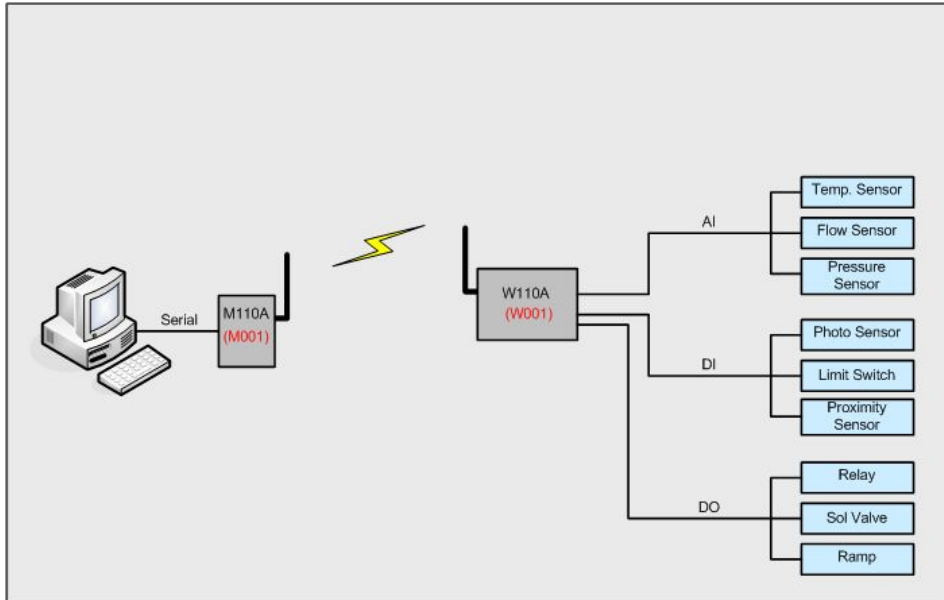 Temp. Sensor
AI
Flow Sensor
Pressure
Sensor
W110A
(W001)
Serial
M110A
(M001)
Photo Sensor
DI
Limit Switch
Proximity
Sensor
Relay
DO
Sol Valve
Ramp